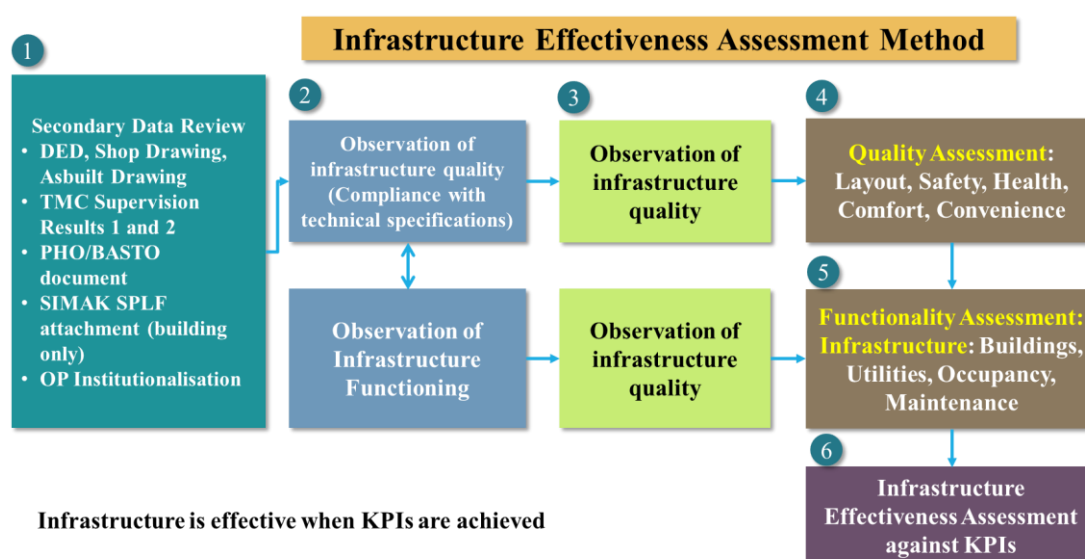 Infrastructure Effectiveness Assessment Method
1
Secondary Data Review
• DED, Shop Drawing,
Asbuilt Drawing
• TMC Supervision
Results 1 and 2
• PHO/BASTO
document
• SIMAK SPLF
attachment (building
only)
• OP Institutionalisation
2
Observation of
infrastructure quality
(Compliance with
technical specifications)
3
Observation of
infrastructure
quality
4
Quality Assessment:
Layout, Safety, Health,
Comfort, Convenience
Observation of
Infrastructure
Functioning
Observation of
infrastructure
quality
5
Functionality Assessment:
Infrastructure: Buildings,
Utilities, Occupancy,
Maintenance
6
Infrastructure
Effectiveness Assessment
against KPIs
Infrastructure is effective when KPIs are achieved